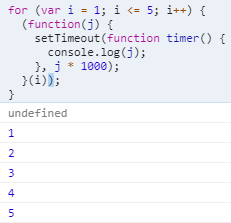 for (var i = 1; i <= 5; i++) {
  (function(j) {
    setTimeout(function timer() {
      console.log(j);
    }, j * 1000);
  }(i));
}
undefined
1
2
3
4
5